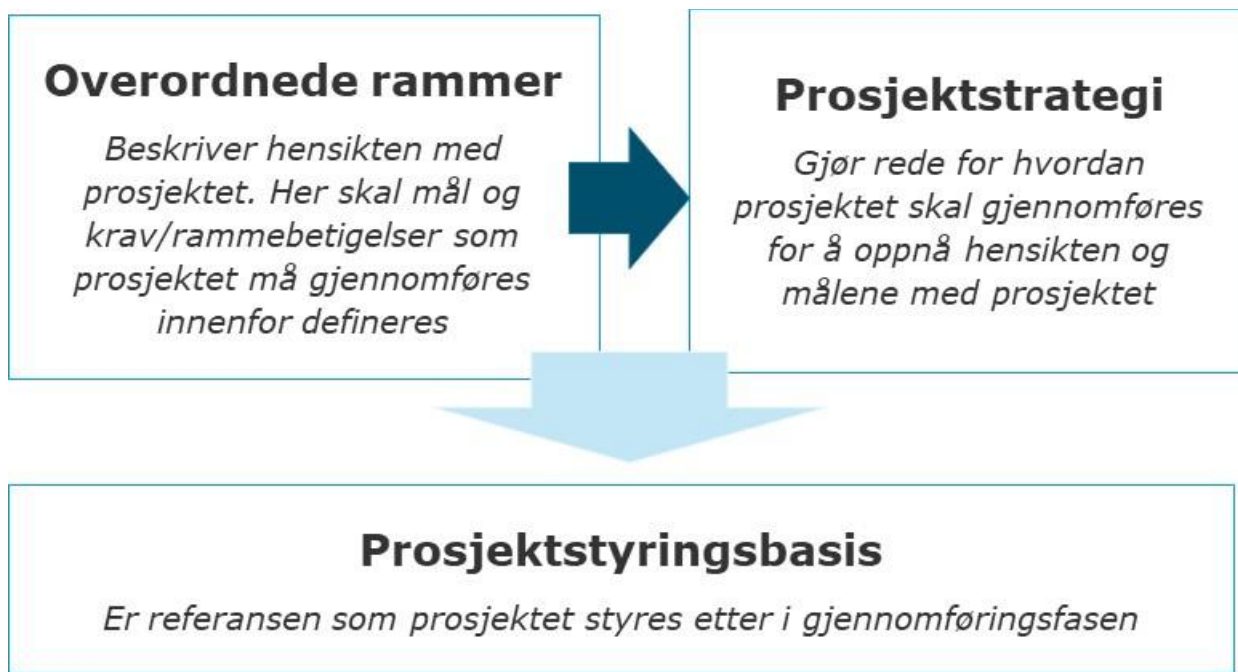 Overordnede rammer
Beskriver hensikten med
prosjektet. Her skal mål og
krav/rammebetigelser som
prosjektet må gjennomføres
innenfor defineres
Prosjektstrategi
Gjør rede for hvordan
prosjektet skal gjennomføres
for å oppnå hensikten og
målene med prosjektet
Prosjektstyringsbasis
Er referansen som prosjektet styres etter i gjennomføringsfasen